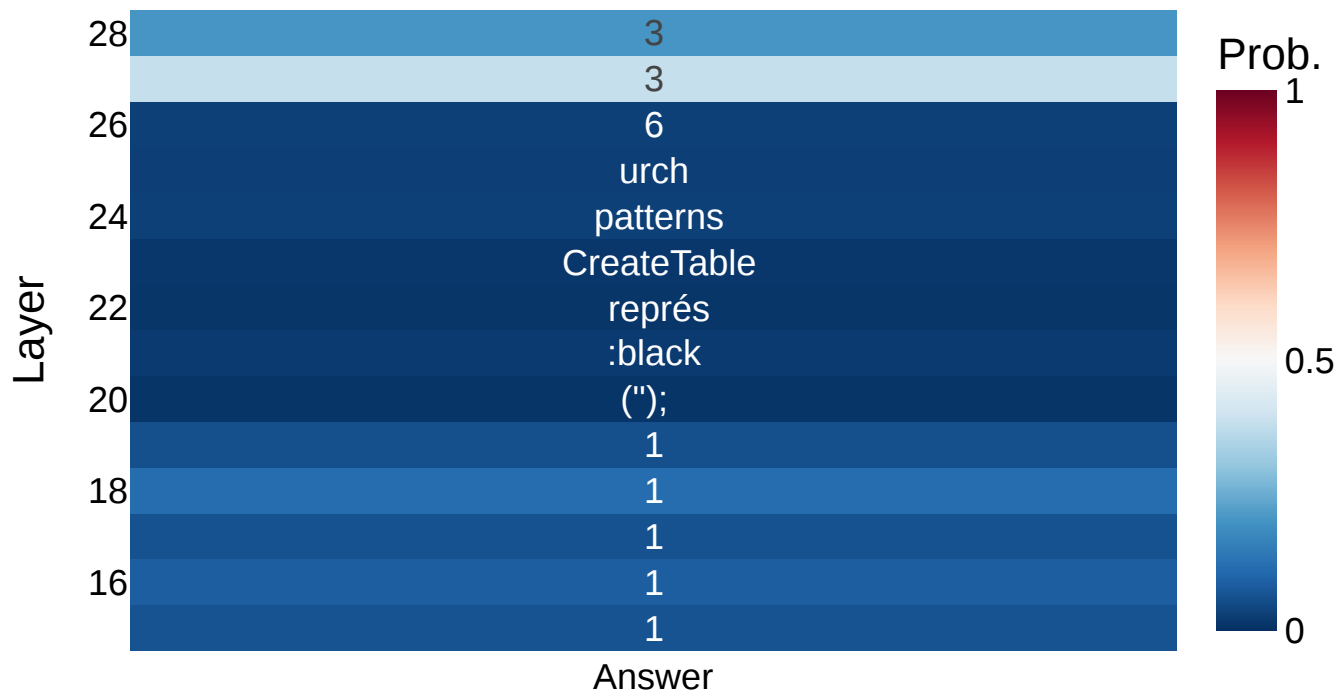 28 3
3
26 6
urch
24 patterns
CreateTable
22 représ
:black
20 (");
1
18 1
1
16 1
1
Answer
Layer
Prob.
1
0.5
0